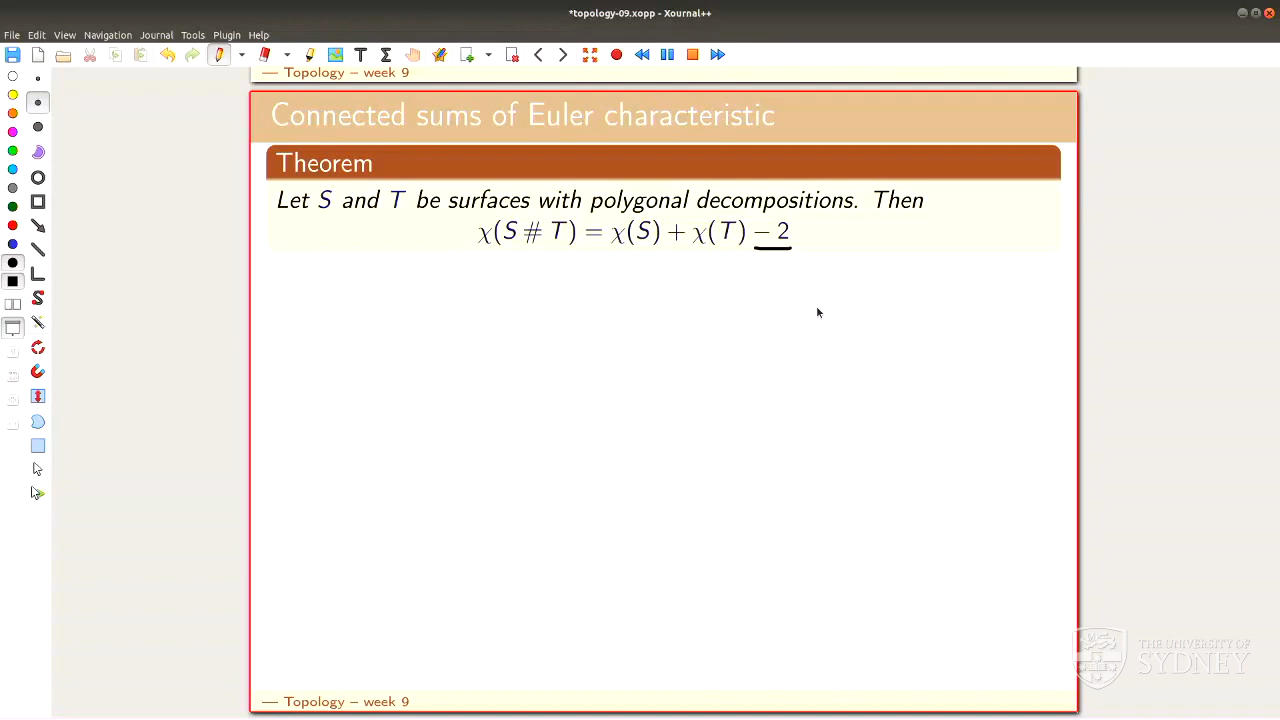 *topology-09.xopp - Xournal++
File Edit View Navigation Journal Tools Plugin Help
— Topology – week 9
Connected sums of Euler characteristic
Theorem
Let S and T be surfaces with polygonal decompositions. Then
χ(S # T) = χ(S) + χ(T) − 2
THE UNIVERSITY OF
SYDNEY
— Topology – week 9